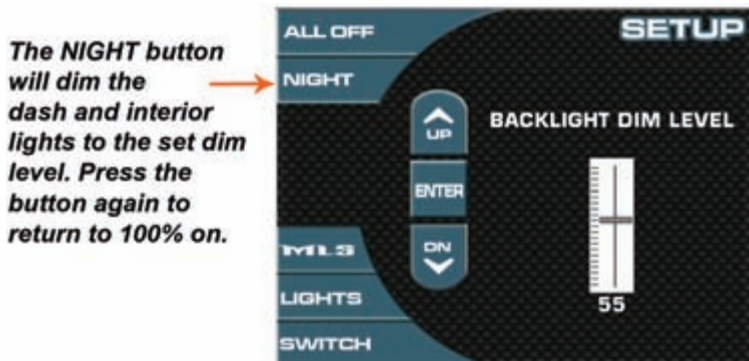 The NIGHT button
will dim the
dash and interior
lights to the set dim
level. Press the
button again to
return to 100% on.
ALL OFF
NIGHT
SETUP
UP
ENTER
DN
BACKLIGHT DIM LEVEL
55
MLS
LIGHTS
SWITCH